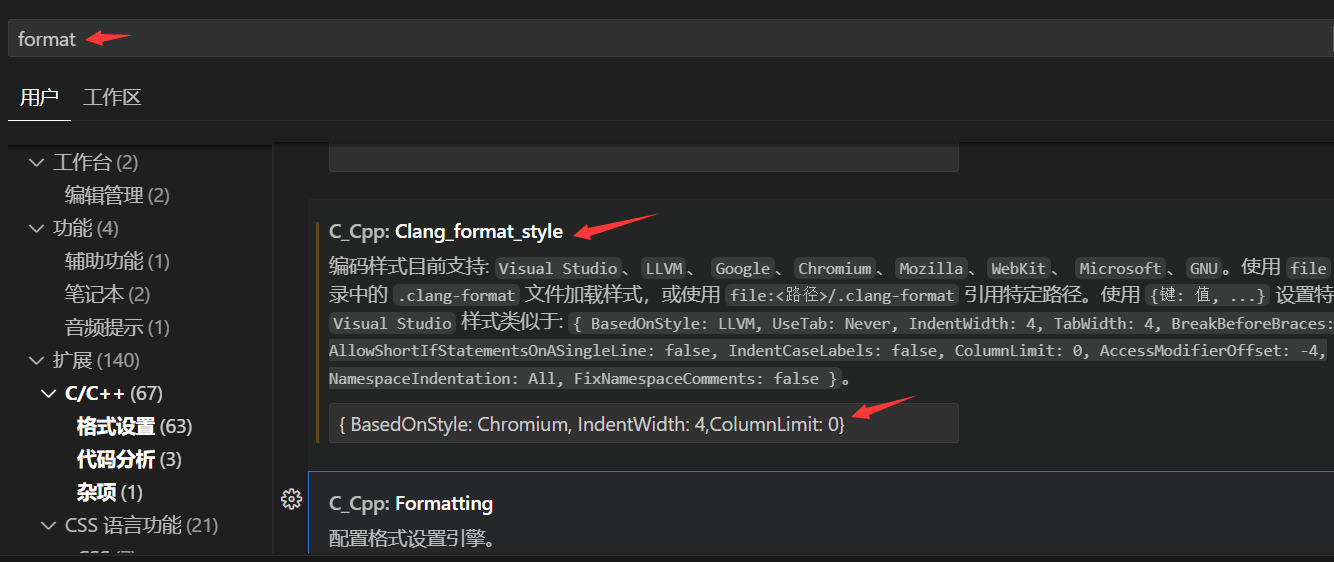 format
用户 工作区
工作台 (2)
编辑管理 (2)
功能 (4)
辅助功能 (1)
笔记本 (2)
音频提示 (1)
扩展 (140)
C/C++ (67)
格式设置 (63)
代码分析 (3)
杂项 (1)
CSS 语言功能 (21)
C_Cpp: Clang_format_style
编码样式目前支持: Visual Studio、 LLVM、 Google、 Chromium、 Mozilla、 WebKit、 Microsoft、 GNU。使用 file
录中的 .clang-format 文件加载样式，或使用 file:<路径>/.clang-format 引用特定路径。使用 {键: 值, ...} 设置特
Visual Studio 样式类似于: { BasedOnStyle: LLVM, UseTab: Never, IndentWidth: 4, TabWidth: 4, BreakBeforeBraces:
AllowShortIfStatementsOnASingleLine: false, IndentCaseLabels: false, ColumnLimit: 0, AccessModifierOffset: -4,
NamespaceIndentation: All, FixNamespaceComments: false }。
{ BasedOnStyle: Chromium, IndentWidth: 4,ColumnLimit: 0}
C_Cpp: Formatting
配置格式设置引擎。